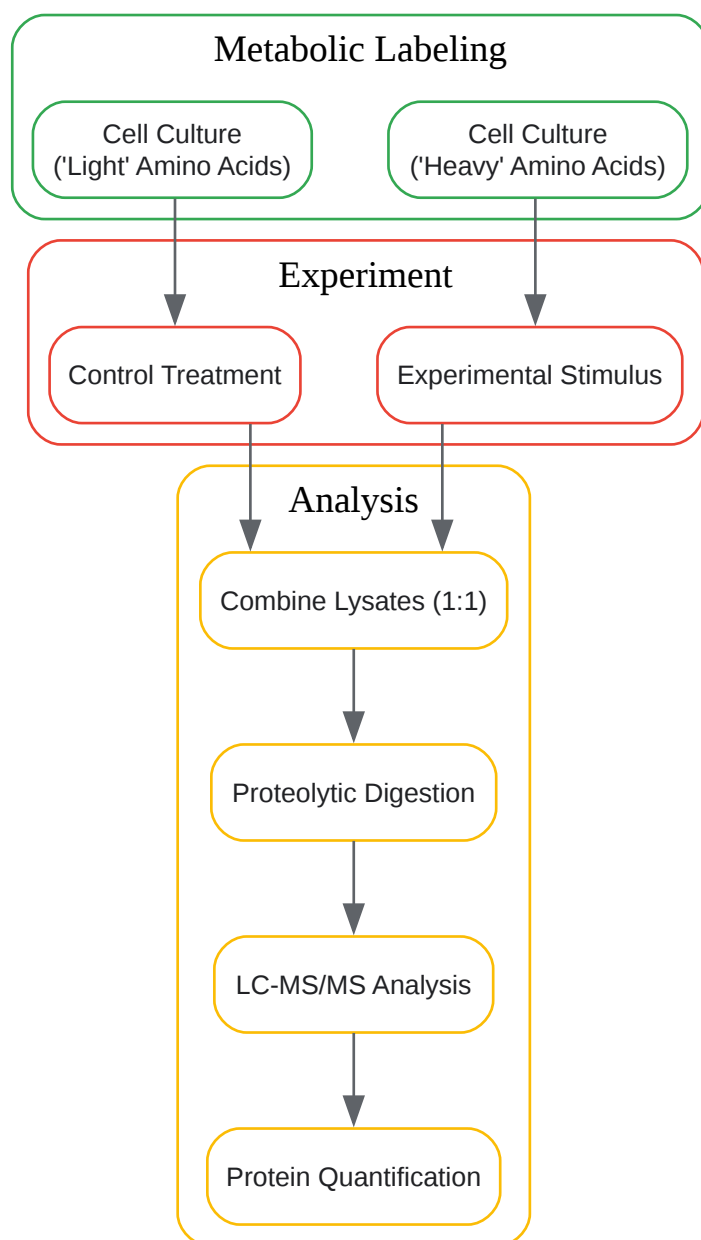 Metabolic Labeling
Cell Culture
('Light' Amino Acids)
Cell Culture
('Heavy' Amino Acids)
Experiment
Control Treatment
Experimental Stimulus
Analysis
Combine Lysates (1:1)
Proteolytic Digestion
LC-MS/MS Analysis
Protein Quantification